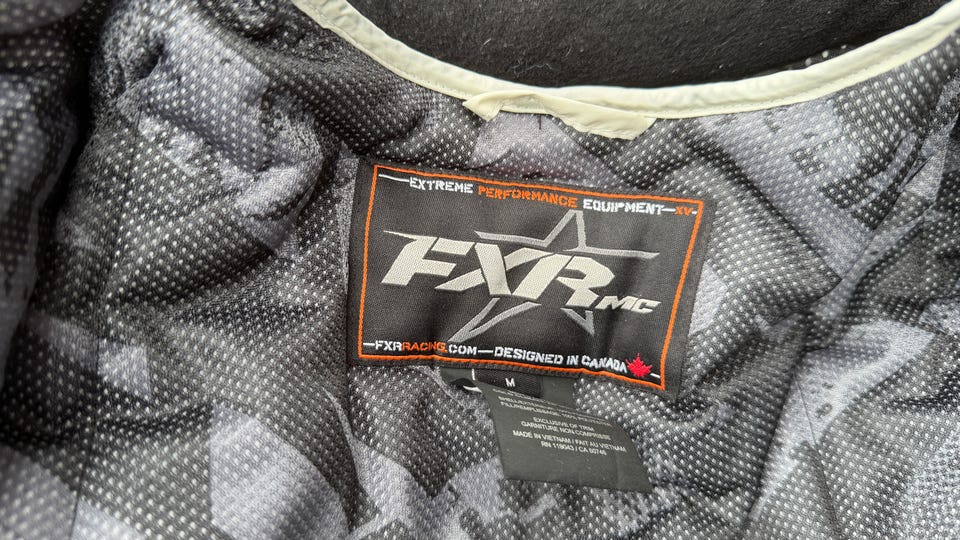 EXTREME PERFORMANCE EQUIPMENT—XV
FXR MC
FXRRACING.COM—DESIGNED IN CANADA
M
EXCLUSIVE OF TRIM
GARNITURE NON COMPRISE
MADE IN VIETNAM / FAIT AU VIETNAM
RN 119043 / CA 50746